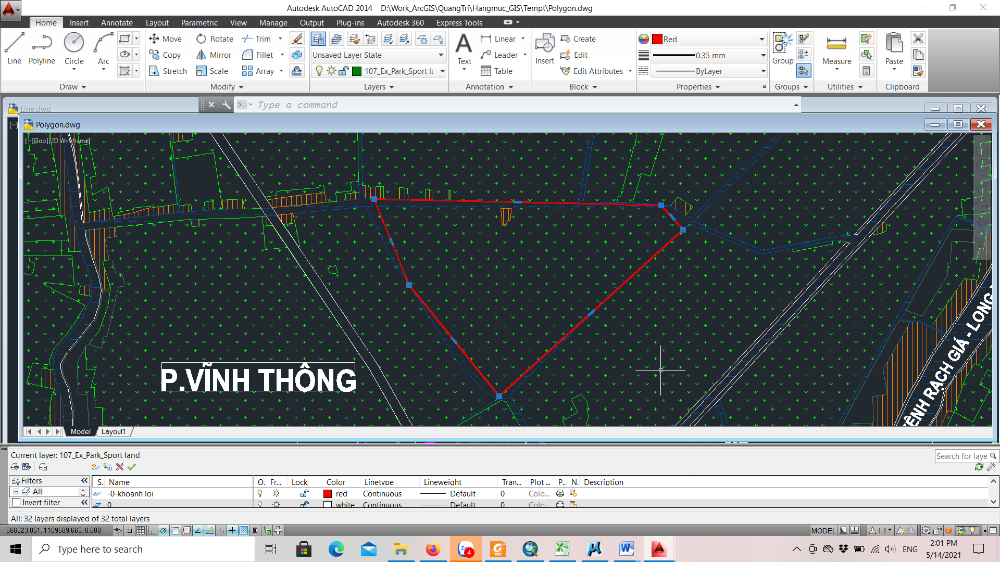 Autodesk AutoCAD 2014 D:\Work_ArcGIS\QuangTri\Hangmuc_GIS\Tempt\Polygon.dwg
Home Insert Annotate Layout Parametric View Manage Output Plug-ins Autodesk 360 Express Tools
Line Polyline Circle Arc
Move Rotate Trim
Copy Mirror Fillet
Stretch Scale Array
Unsaved Layer State
107_Ex_Park_Sport la
Text
Linear
Leader
Table
Insert
Create
Edit
Edit Attributes
Red
0.35 mm
ByLayer
Group
Measure
Paste
Draw Modify Layers Annotation Block Properties Groups Utilities Clipboard
Line.dwg
Type a command
[−]
Polygon.dwg
[−][Top][2D Wireframe]
P.VĨNH THÔNG
KÊNH RẠCH GIÁ - LONG
Model Layout1
Current layer: 107_Ex_Park_Sport land
Search for laye
Filters
All
Invert filter
S. Name O. Fr... Lock Color Linetype Lineweight Tran... Plot ... P.. N. Description
-0-khoanh loi red Continuous Default 0 Colo...
0 white Continuous Default 0 Colo...
All: 32 layers displayed of 32 total layers
566023.851, 1109509.663, 0.000
MODEL 1:1
Type here to search
4
PDF
ENG
2:01 PM
5/14/2021